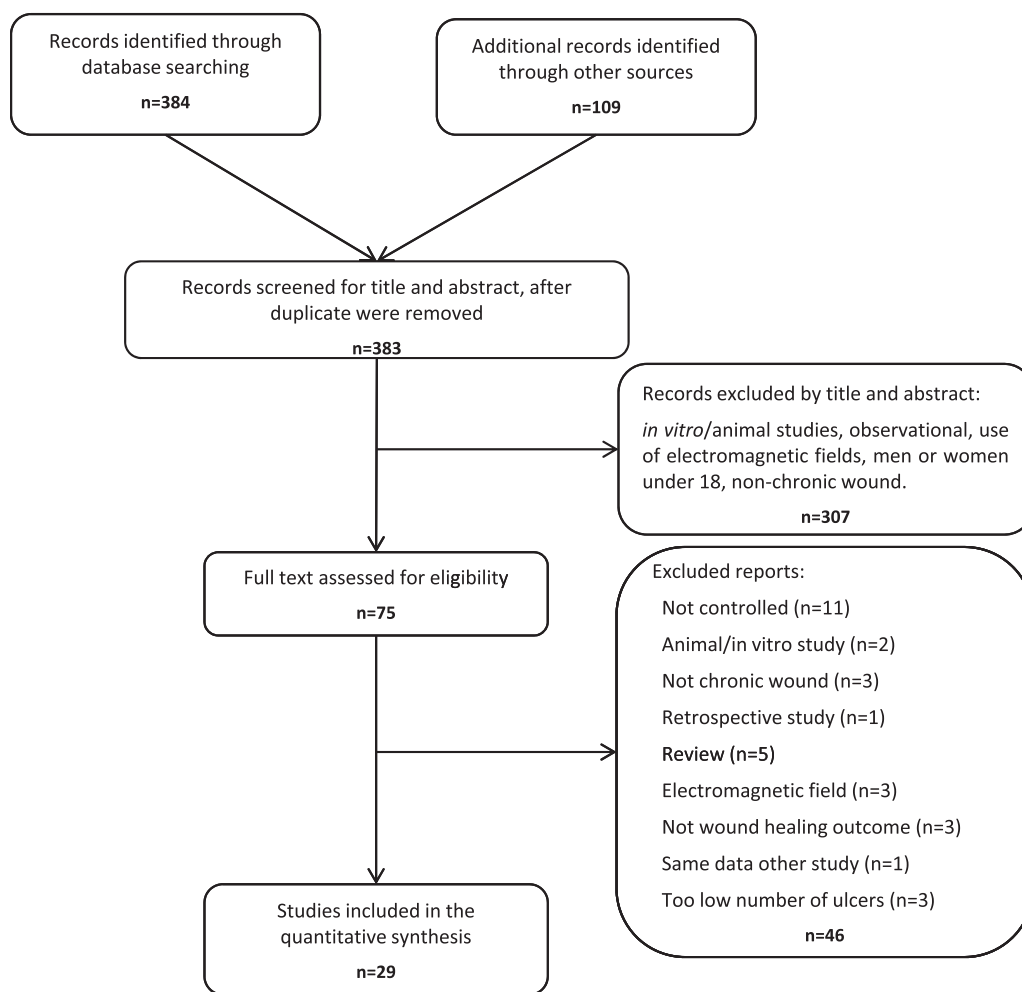 Records identified through
database searching
n=384
Additional records identified
through other sources
n=109
Records screened for title and abstract, after
duplicate were removed
n=383
Records excluded by title and abstract:
in vitro/animal studies, observational, use
of electromagnetic fields, men or women
under 18, non-chronic wound.
n=307
Full text assessed for eligibility
n=75
Excluded reports:
Not controlled (n=11)
Animal/in vitro study (n=2)
Not chronic wound (n=3)
Retrospective study (n=1)
Review (n=5)
Electromagnetic field (n=3)
Not wound healing outcome (n=3)
Same data other study (n=1)
Too low number of ulcers (n=3)
n=46
Studies included in the
quantitative synthesis
n=29